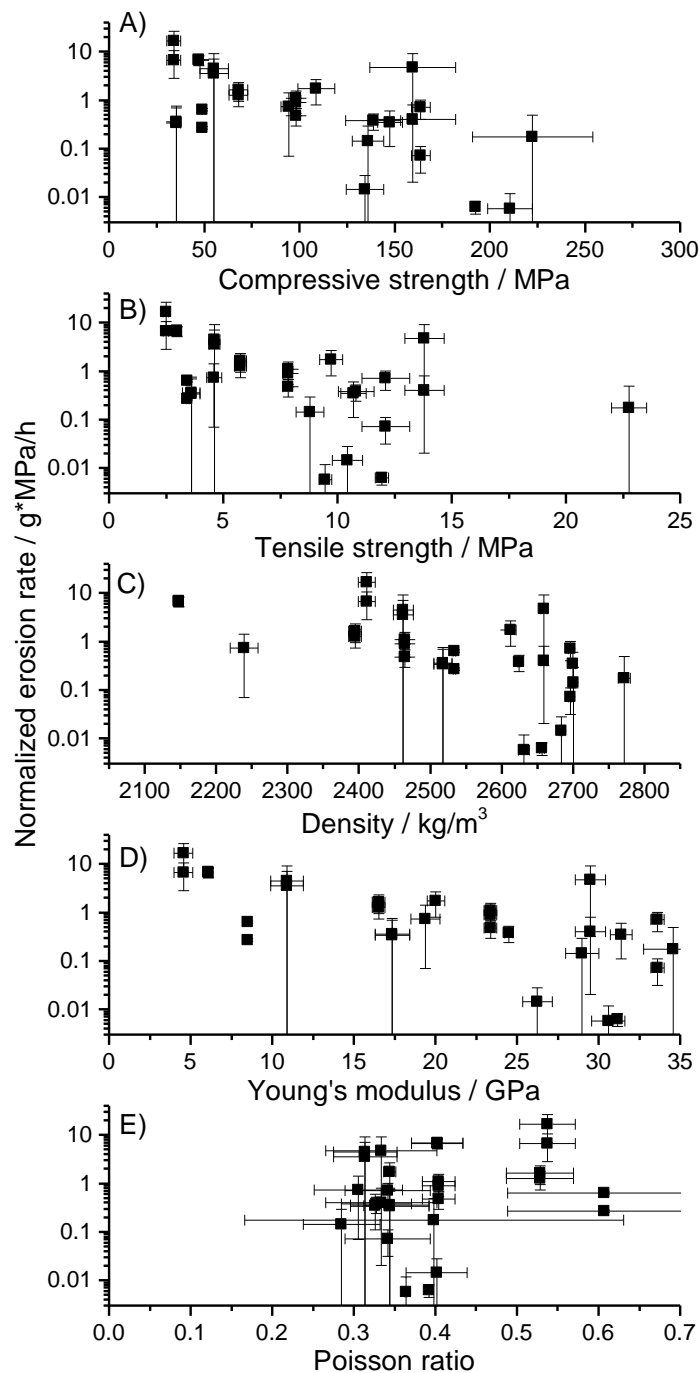 A)
10
1
0.1
0.01
0 50 100 150 200 250 300
Compressive strength / MPa
B)
10
1
0.1
0.01
0 5 10 15 20 25
Tensile strength / MPa
Normalized erosion rate / g*MPa/h
C)
10
1
0.1
0.01
2100 2200 2300 2400 2500 2600 2700 2800
Density / kg/m³
D)
10
1
0.1
0.01
0 5 10 15 20 25 30 35
Young's modulus / GPa
E)
10
1
0.1
0.01
0.0 0.1 0.2 0.3 0.4 0.5 0.6 0.7
Poisson ratio